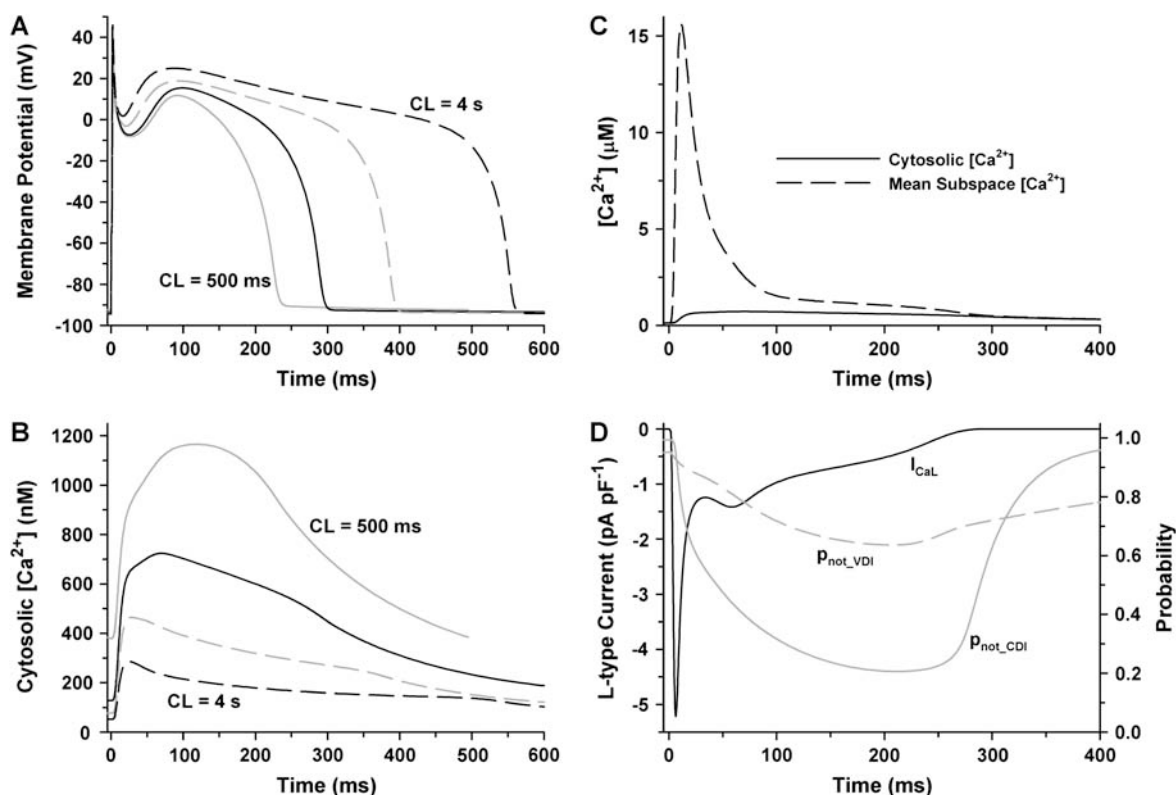 A
Membrane Potential (mV)
40
20
0
-20
-40
-60
-80
-100
CL = 4 s
CL = 500 ms
0 100 200 300 400 500 600
Time (ms)
C
[Ca²⁺] (μM)
15
10
5
0
Cytosolic [Ca²⁺]
Mean Subspace [Ca²⁺]
0 100 200 300 400
Time (ms)
B
Cytosolic [Ca²⁺] (nM)
1200
1000
800
600
400
200
0
CL = 500 ms
CL = 4 s
0 100 200 300 400 500 600
Time (ms)
D
L-type Current (pA pF⁻¹)
0
-1
-2
-3
-4
-5
I_CaL
p_not_VDI
p_not_CDI
1.0
0.8
0.6
0.4
0.2
0.0
Probability
0 100 200 300 400
Time (ms)